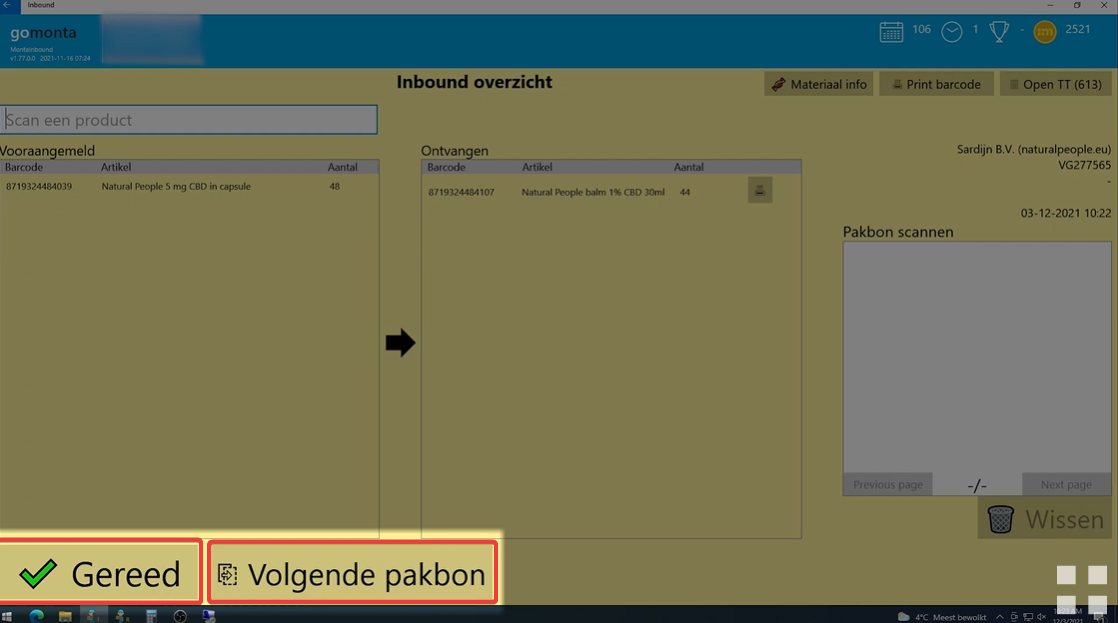 Inbound
gomonta
Montainbound
v1.77.0.0 2021-11-16 07:24
106
1
-
2521
Inbound overzicht
Materiaal info
Print barcode
Open TT (613)
Scan een product
Vooraangemeld
Barcode Artikel Aantal
8719324484039 Natural People 5 mg CBD in capsule 48
Ontvangen
Barcode Artikel Aantal
8719324484107 Natural People balm 1% CBD 30ml 44
Sardijn B.V. (naturalpeople.eu)
VG277565
-
03-12-2021 10:22
Pakbon scannen
Previous page -/- Next page
Wissen
Gereed
Volgende pakbon
4°C Meest bewolkt
12/3/2021